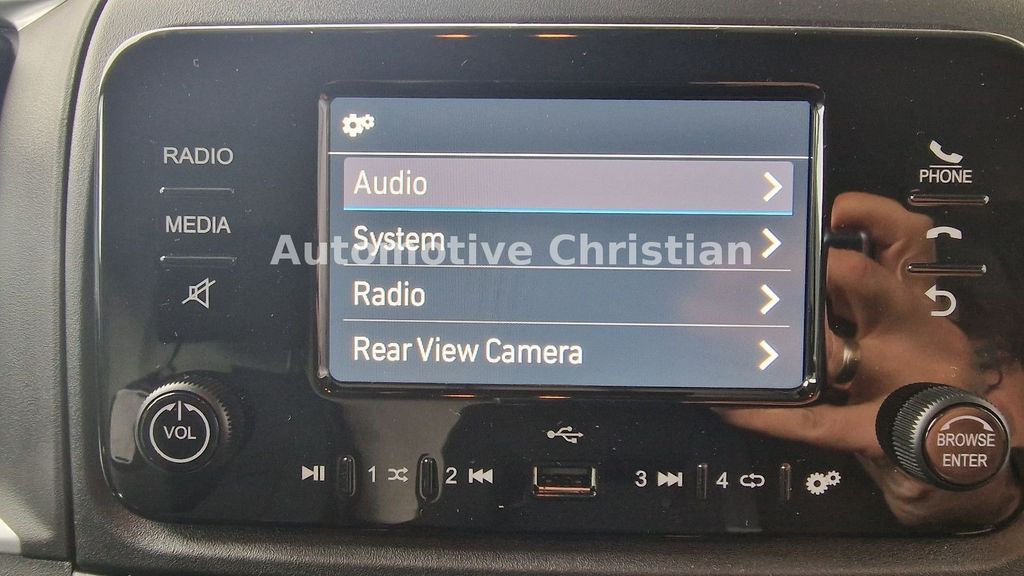 RADIO
MEDIA
VOL
Audio
System
Radio
Rear View Camera
Automotive Christian
PHONE
BROWSE
ENTER
1
2
3
4